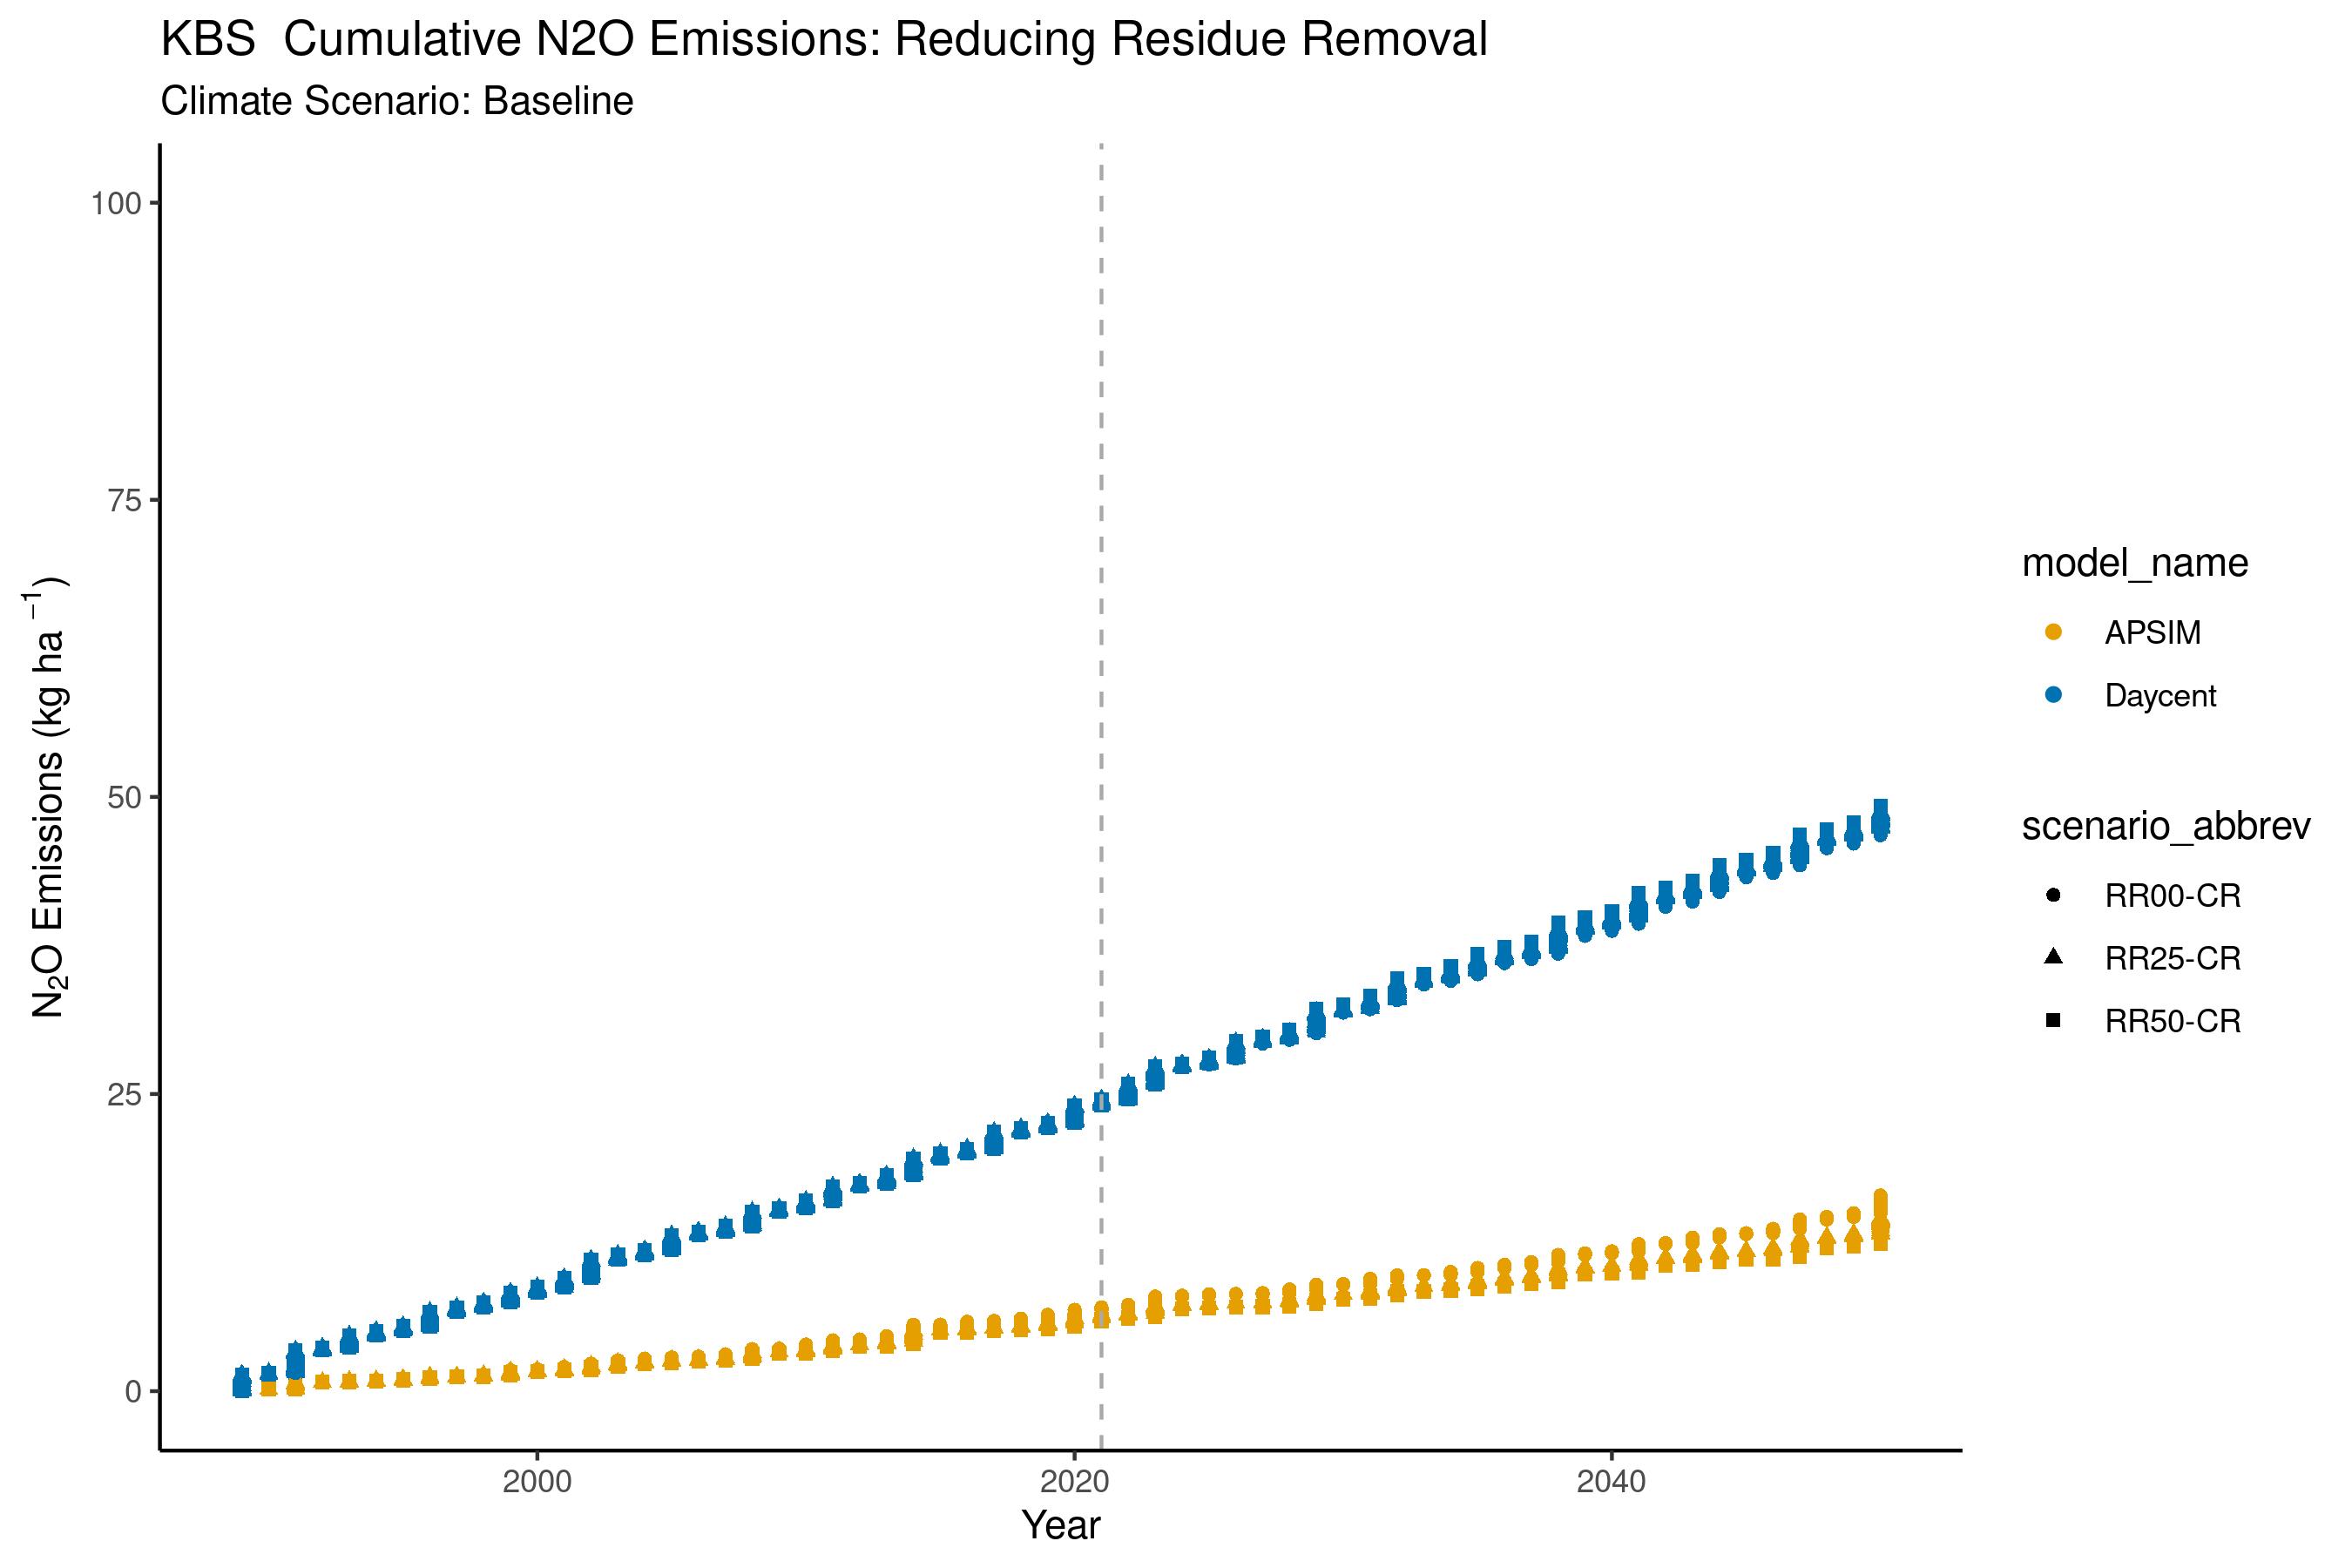 KBS  Cumulative N2O Emissions: Reducing Residue Removal
Climate Scenario: Baseline
N₂O Emissions (kg ha⁻¹)
100
75
50
25
0
2000
2020
2040
Year
model_name
APSIM
Daycent
scenario_abbrev
RR00-CR
RR25-CR
RR50-CR